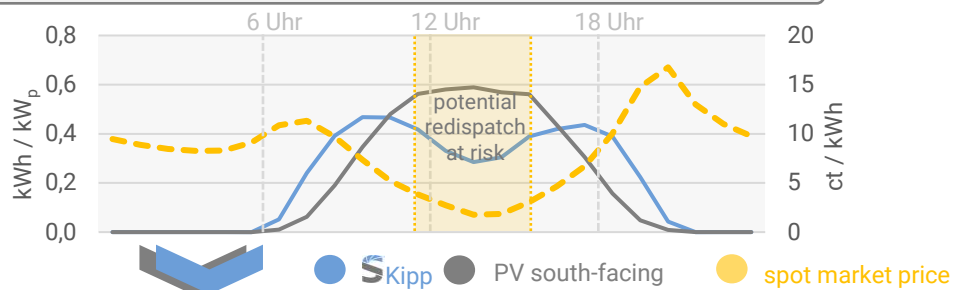 6 Uhr 12 Uhr 18 Uhr
0,8 20
0,6 15
0,4 10
0,2 5
0,0 0
kWh / kWp
ct / kWh
potential
redispatch
at risk
SKipp PV south-facing spot market price